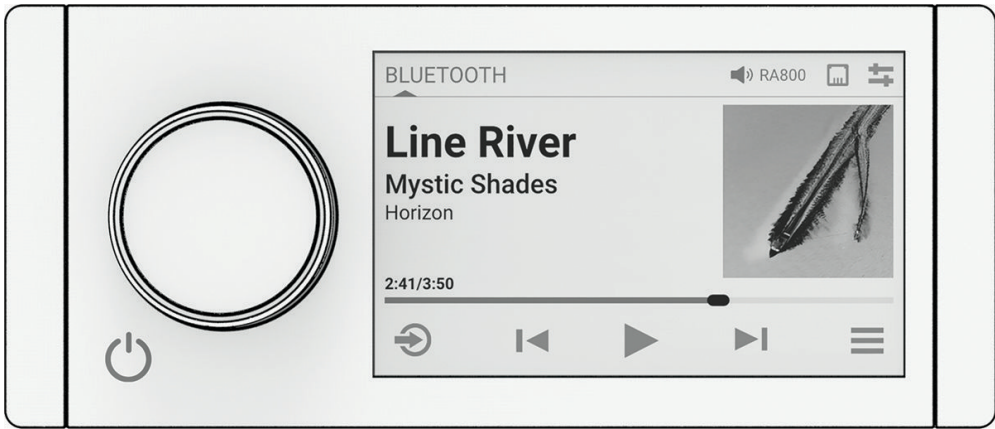 BLUETOOTH
RA800
Line River
Mystic Shades
Horizon
2:41/3:50